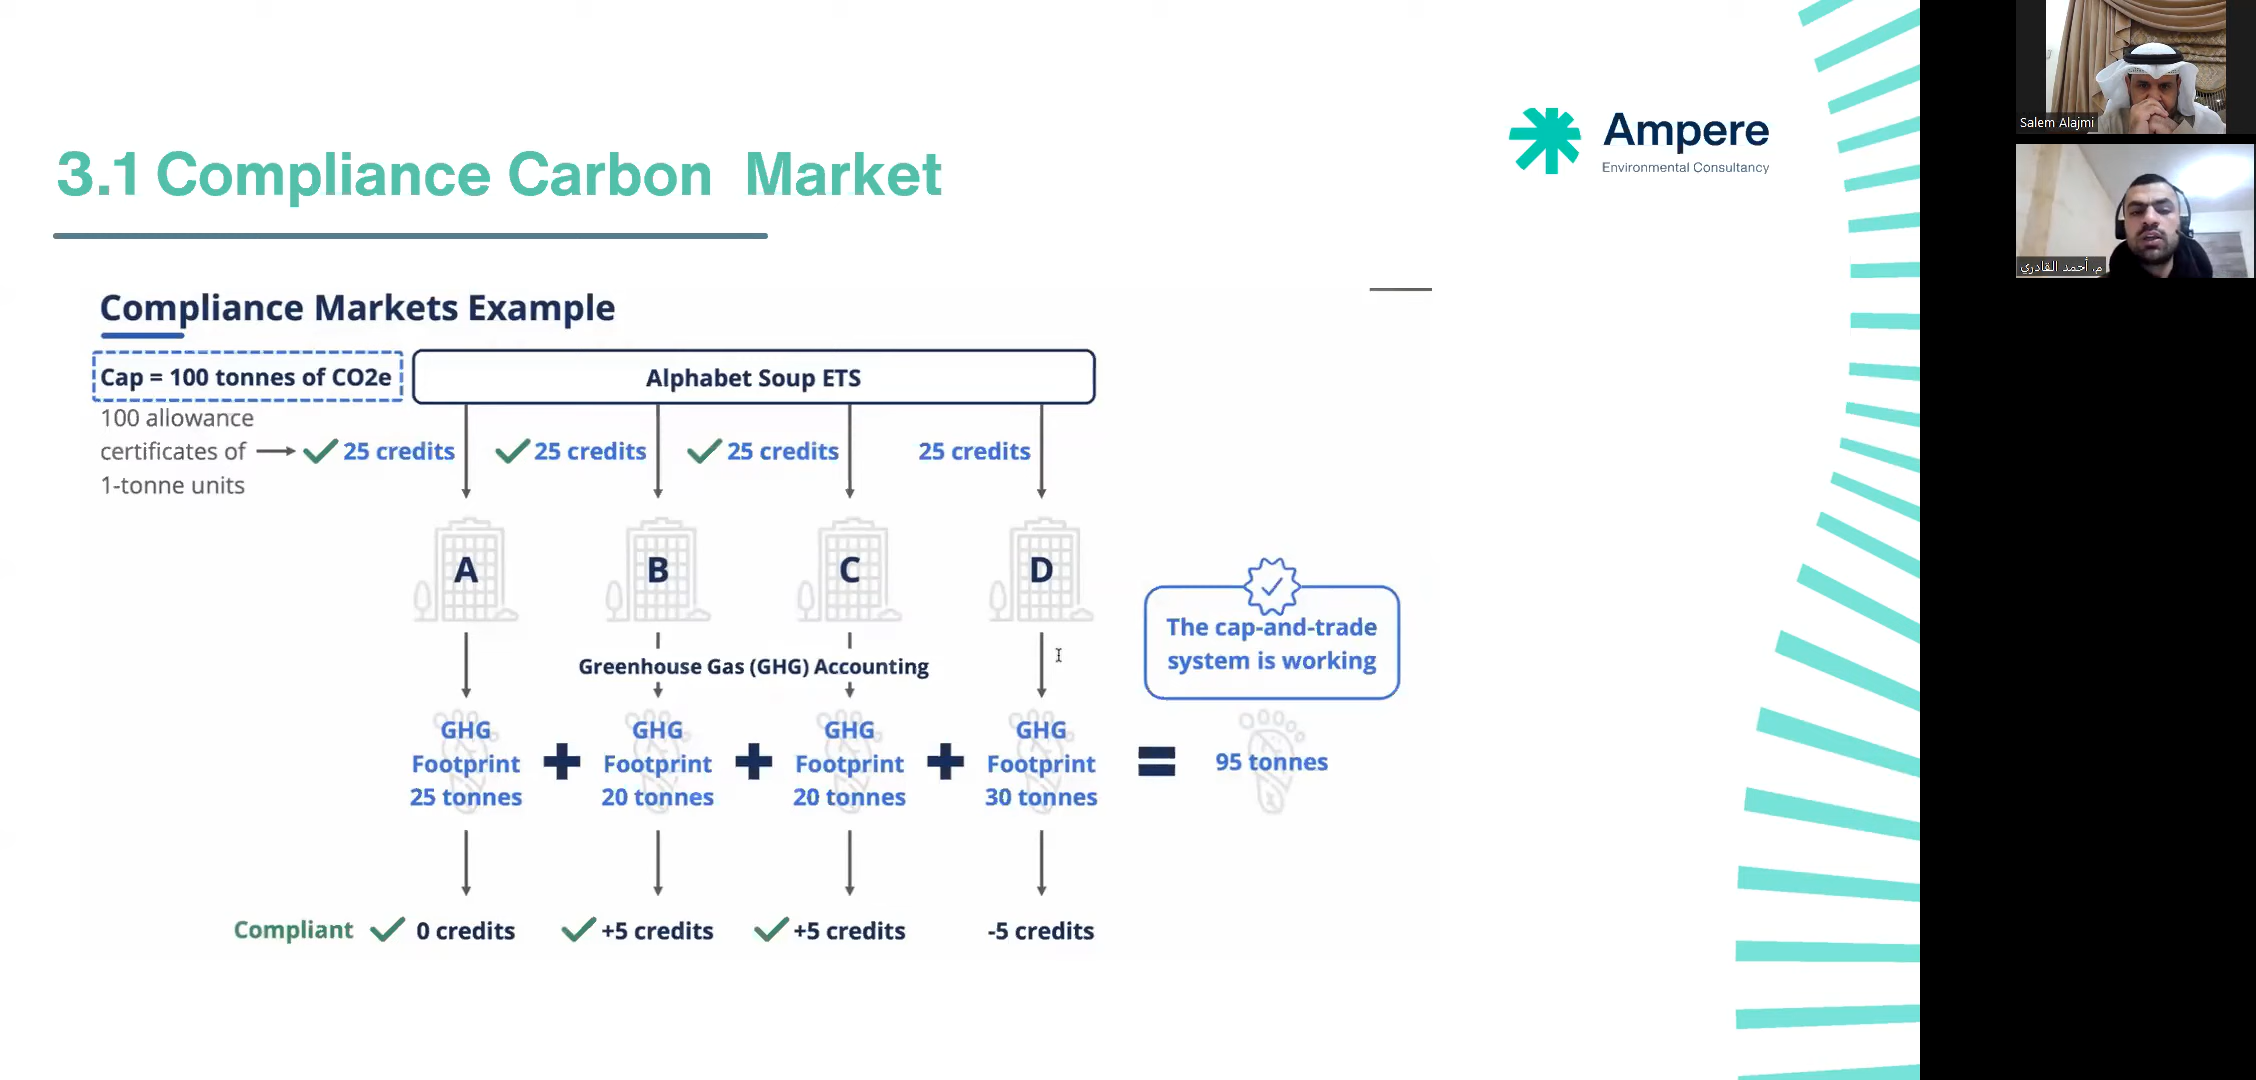 3.1 Compliance Carbon Market
Ampere
Environmental Consultancy
Compliance Markets Example
Cap = 100 tonnes of CO2e
Alphabet Soup ETS
100 allowance
certificates of
1-tonne units
25 credits
25 credits
25 credits
25 credits
A
B
C
D
Greenhouse Gas (GHG) Accounting
The cap-and-trade
system is working
GHG
Footprint
25 tonnes
+
GHG
Footprint
20 tonnes
+
GHG
Footprint
20 tonnes
+
GHG
Footprint
30 tonnes
=
95 tonnes
Compliant
0 credits
+5 credits
+5 credits
-5 credits
Salem Alajmi
م. أحمد القادري